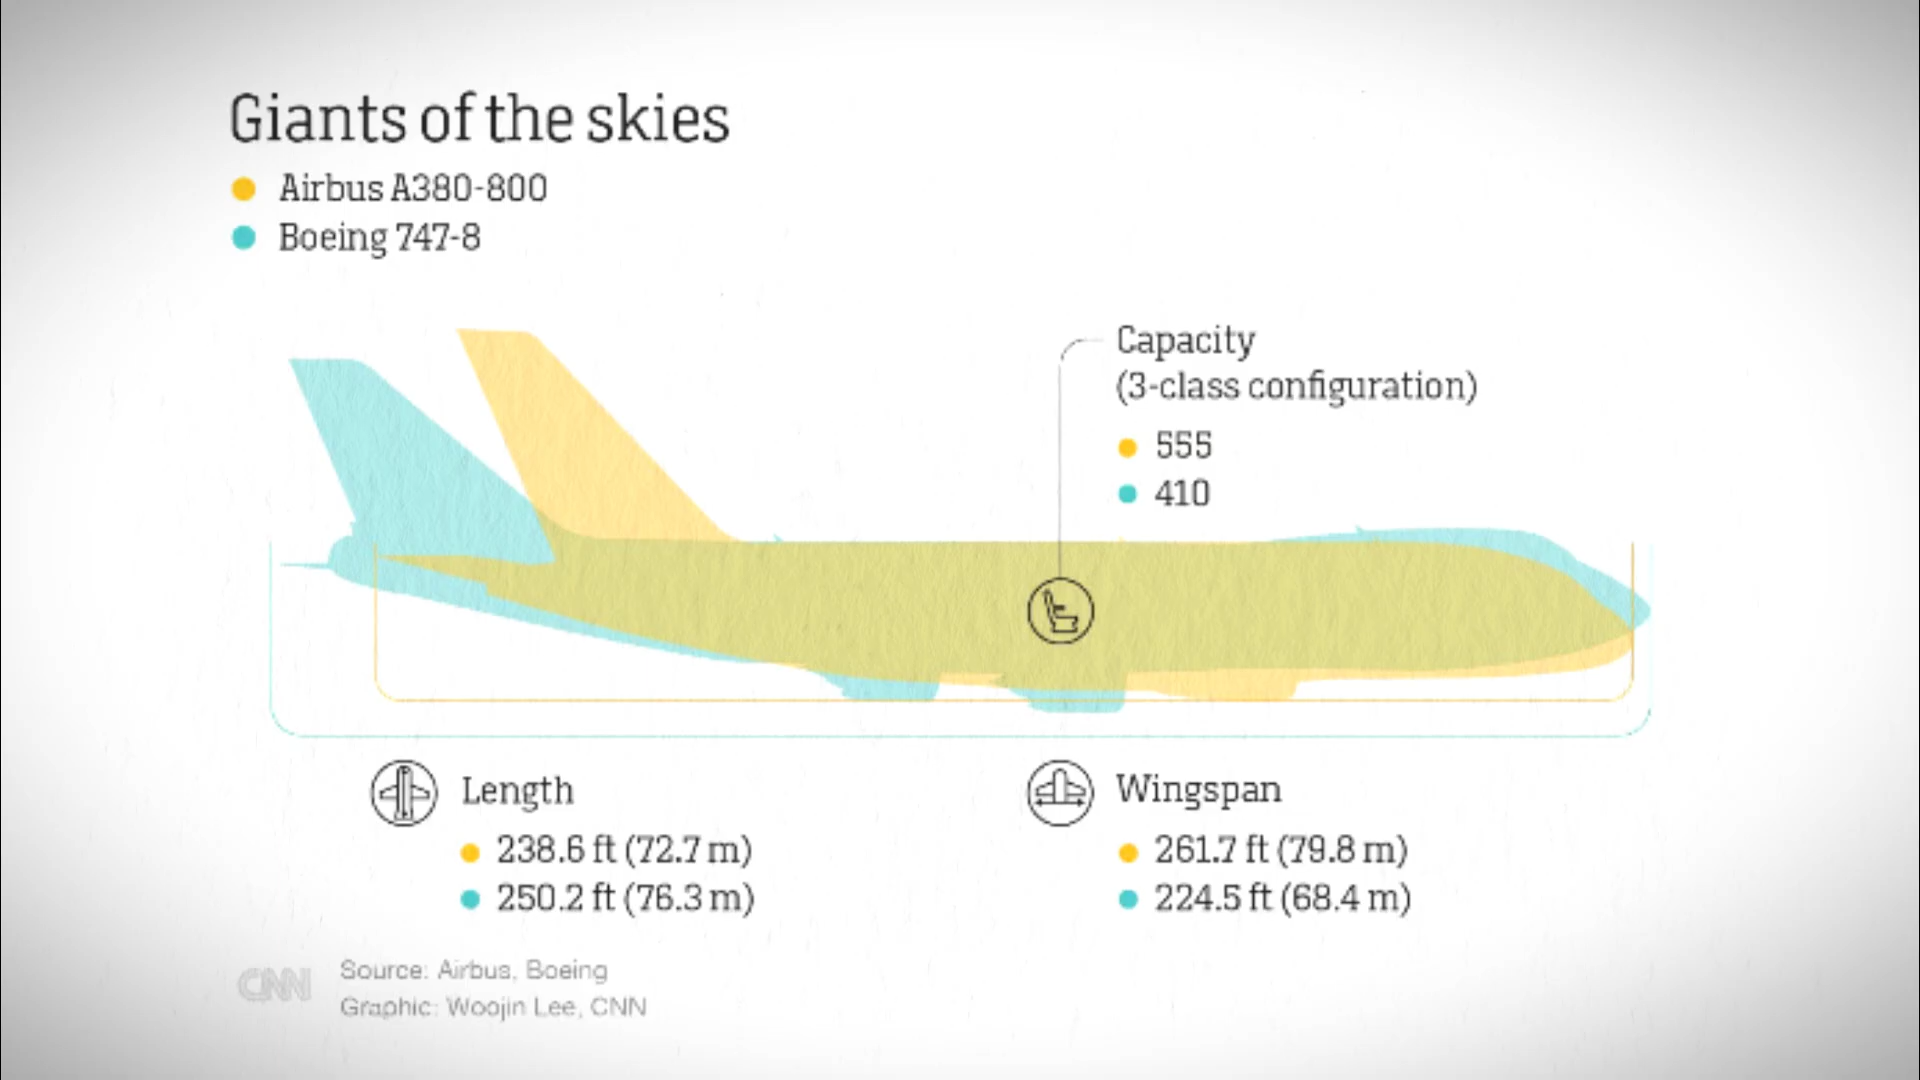 Giants of the skies
Airbus A380-800
Boeing 747-8
Capacity
(3-class configuration)
555
410
Length
238.6 ft (72.7 m)
250.2 ft (76.3 m)
Wingspan
261.7 ft (79.8 m)
224.5 ft (68.4 m)
CNN
Source: Airbus, Boeing
Graphic: Woojin Lee, CNN